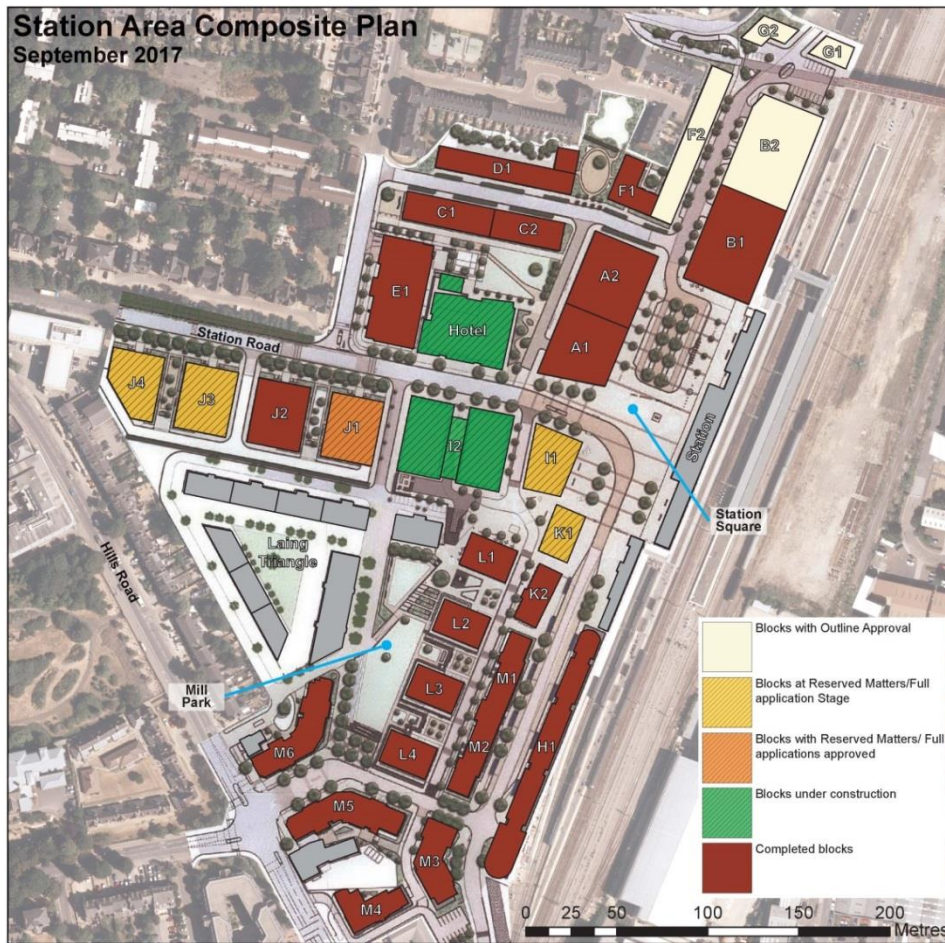 Station Area Composite Plan
September 2017
G2
G1
F2
B2
D1
F1
C1
C2
B1
A2
E1
Hotel
A1
Station Road
J4
J3
J2
J1
I2
I1
Station
Station
Square
K1
Laing
Triangle
Hills Road
L1
K2
L2
Mill
Park
M1
L3
M6
L4
M2
H1
M5
M3
M4
Blocks with Outline Approval
Blocks at Reserved Matters/Full
application Stage
Blocks with Reserved Matters/ Full
applications approved
Blocks under construction
Completed blocks
0 25 50 100 150 200
Metres